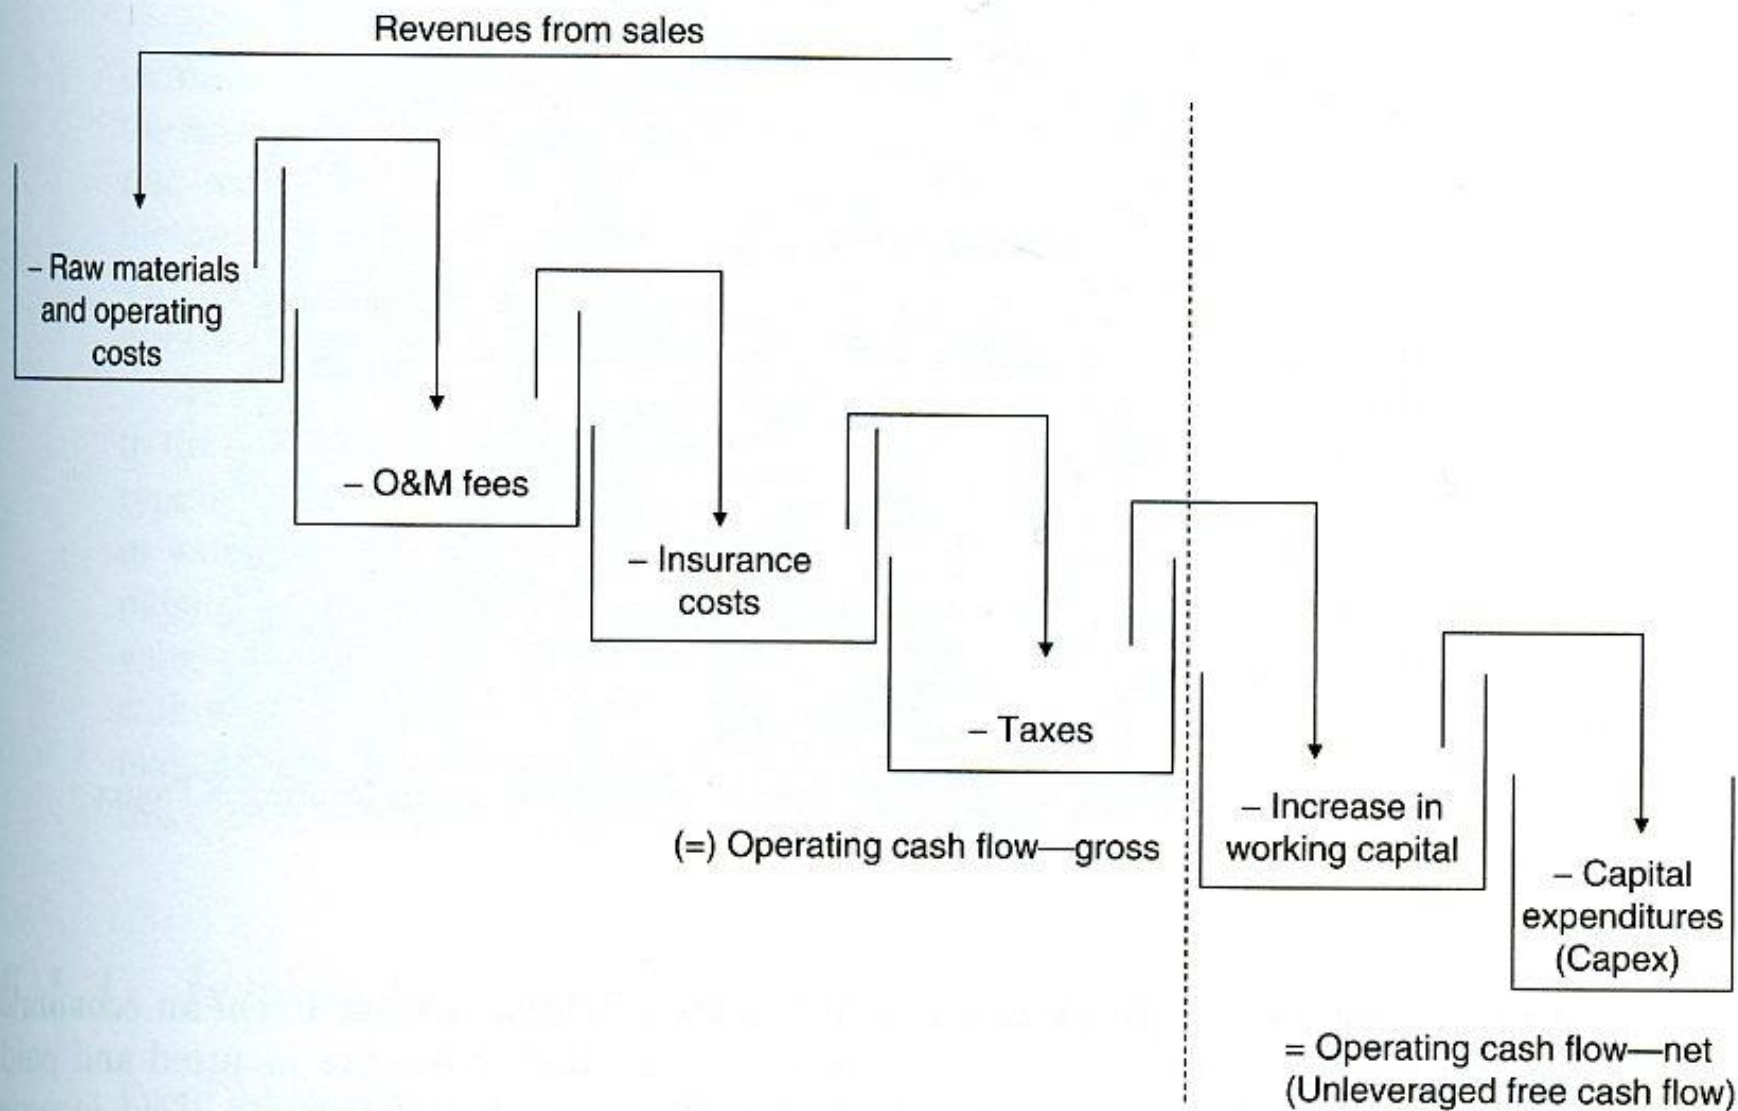 Revenues from sales
– Raw materials
and operating
costs
– O&M fees
– Insurance
costs
– Taxes
(=) Operating cash flow—gross
– Increase in
working capital
– Capital
expenditures
(Capex)
= Operating cash flow—net
(Unleveraged free cash flow)